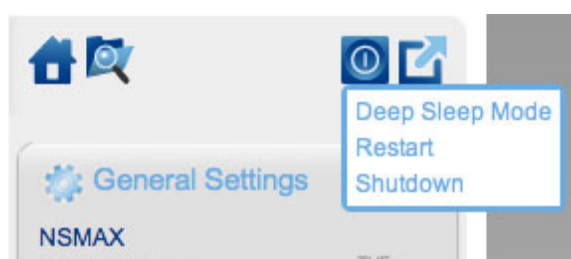 Deep Sleep Mode
Restart
Shutdown
General Settings
NSMAX